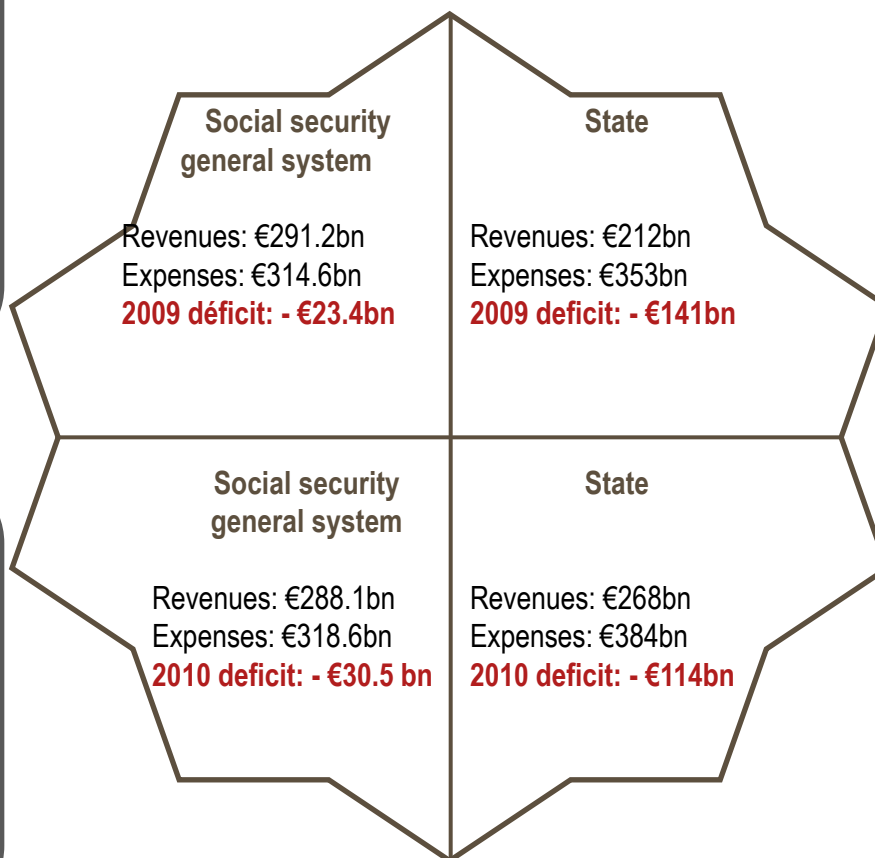 Social security
general system
Revenues: €291.2bn
Expenses: €314.6bn
2009 déficit: - €23.4bn
State
Revenues: €212bn
Expenses: €353bn
2009 deficit: - €141bn
Social security
general system
Revenues: €288.1bn
Expenses: €318.6bn
2010 deficit: - €30.5 bn
State
Revenues: €268bn
Expenses: €384bn
2010 deficit: - €114bn